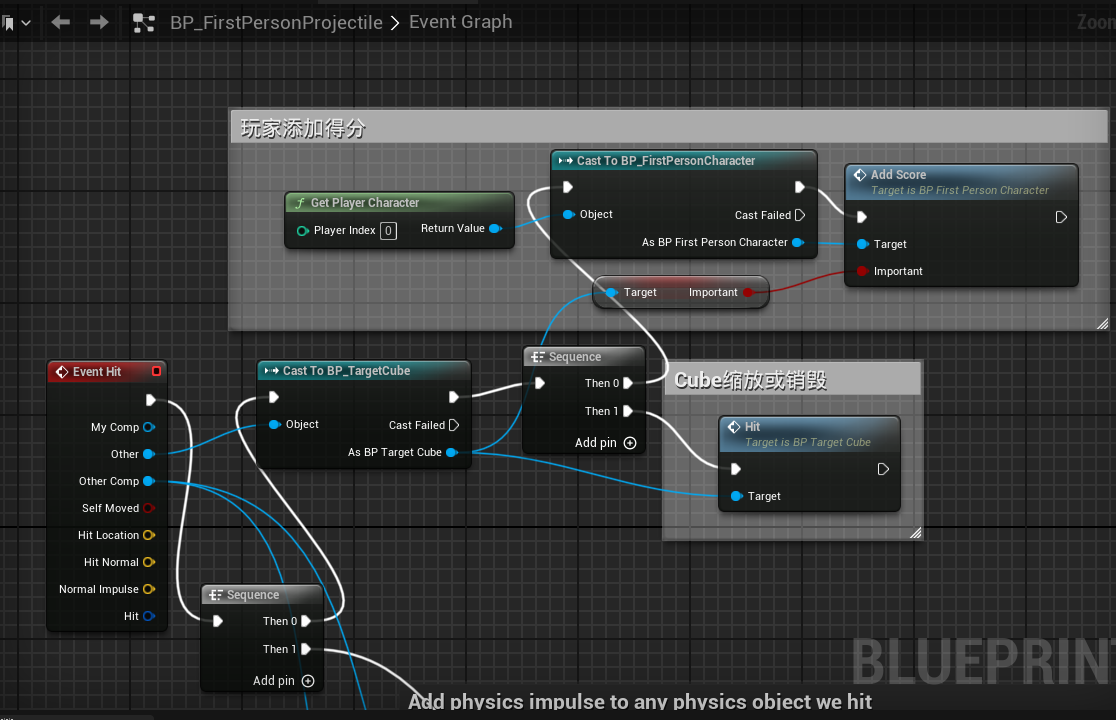 BP_FirstPersonProjectile > Event Graph
Zoom
玩家添加得分
Cast To BP_FirstPersonCharacter
Object
Cast Failed
As BP First Person Character
Add Score
Target is BP First Person Character
Target
Important
Get Player Character
Player Index 0
Return Value
Target Important
Event Hit
My Comp
Other
Other Comp
Self Moved
Hit Location
Hit Normal
Normal Impulse
Hit
Cast To BP_TargetCube
Object
Cast Failed
As BP Target Cube
Sequence
Then 0
Then 1
Add pin
Cube缩放或销毁
Hit
Target is BP Target Cube
Target
Sequence
Then 0
Then 1
Add pin
BLUEPRINT
Add physics impulse to any physics object we hit